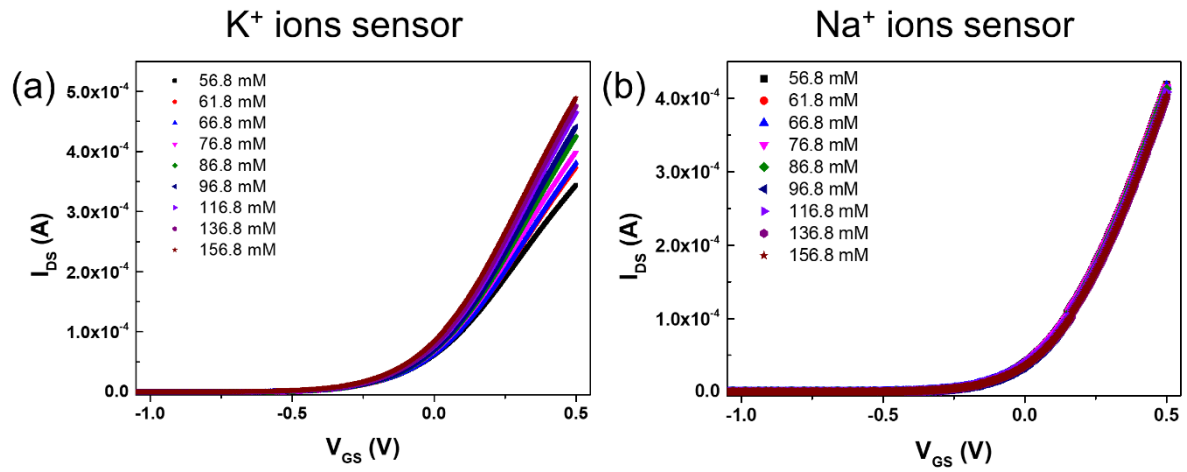 K⁺ ions sensor
Na⁺ ions sensor
(a)
56.8 mM
61.8 mM
66.8 mM
76.8 mM
86.8 mM
96.8 mM
116.8 mM
136.8 mM
156.8 mM
5.0x10⁻⁴
4.0x10⁻⁴
3.0x10⁻⁴
2.0x10⁻⁴
1.0x10⁻⁴
0.0
I_DS (A)
-1.0 -0.5 0.0 0.5
V_GS (V)
(b)
56.8 mM
61.8 mM
66.8 mM
76.8 mM
86.8 mM
96.8 mM
116.8 mM
136.8 mM
156.8 mM
4.0x10⁻⁴
3.0x10⁻⁴
2.0x10⁻⁴
1.0x10⁻⁴
0.0
I_DS (A)
-1.0 -0.5 0.0 0.5
V_GS (V)